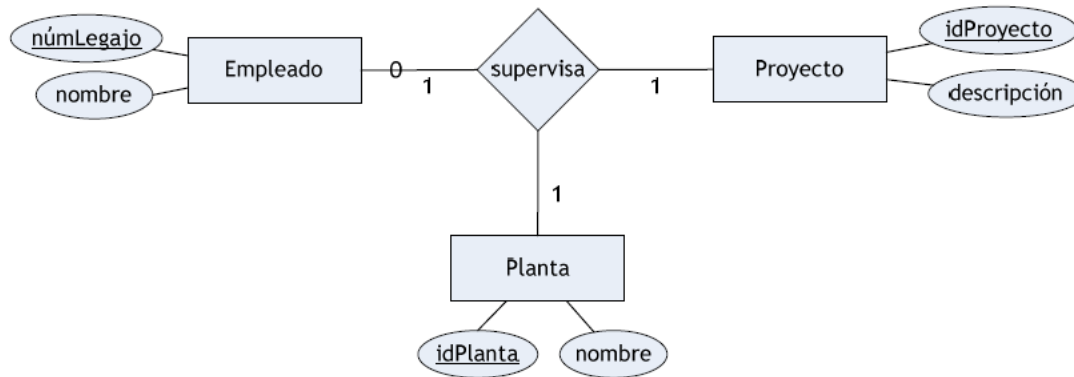 númLegajo
nombre
Empleado
0
1
supervisa
1
Proyecto
idProyecto
descripción
1
Planta
idPlanta
nombre